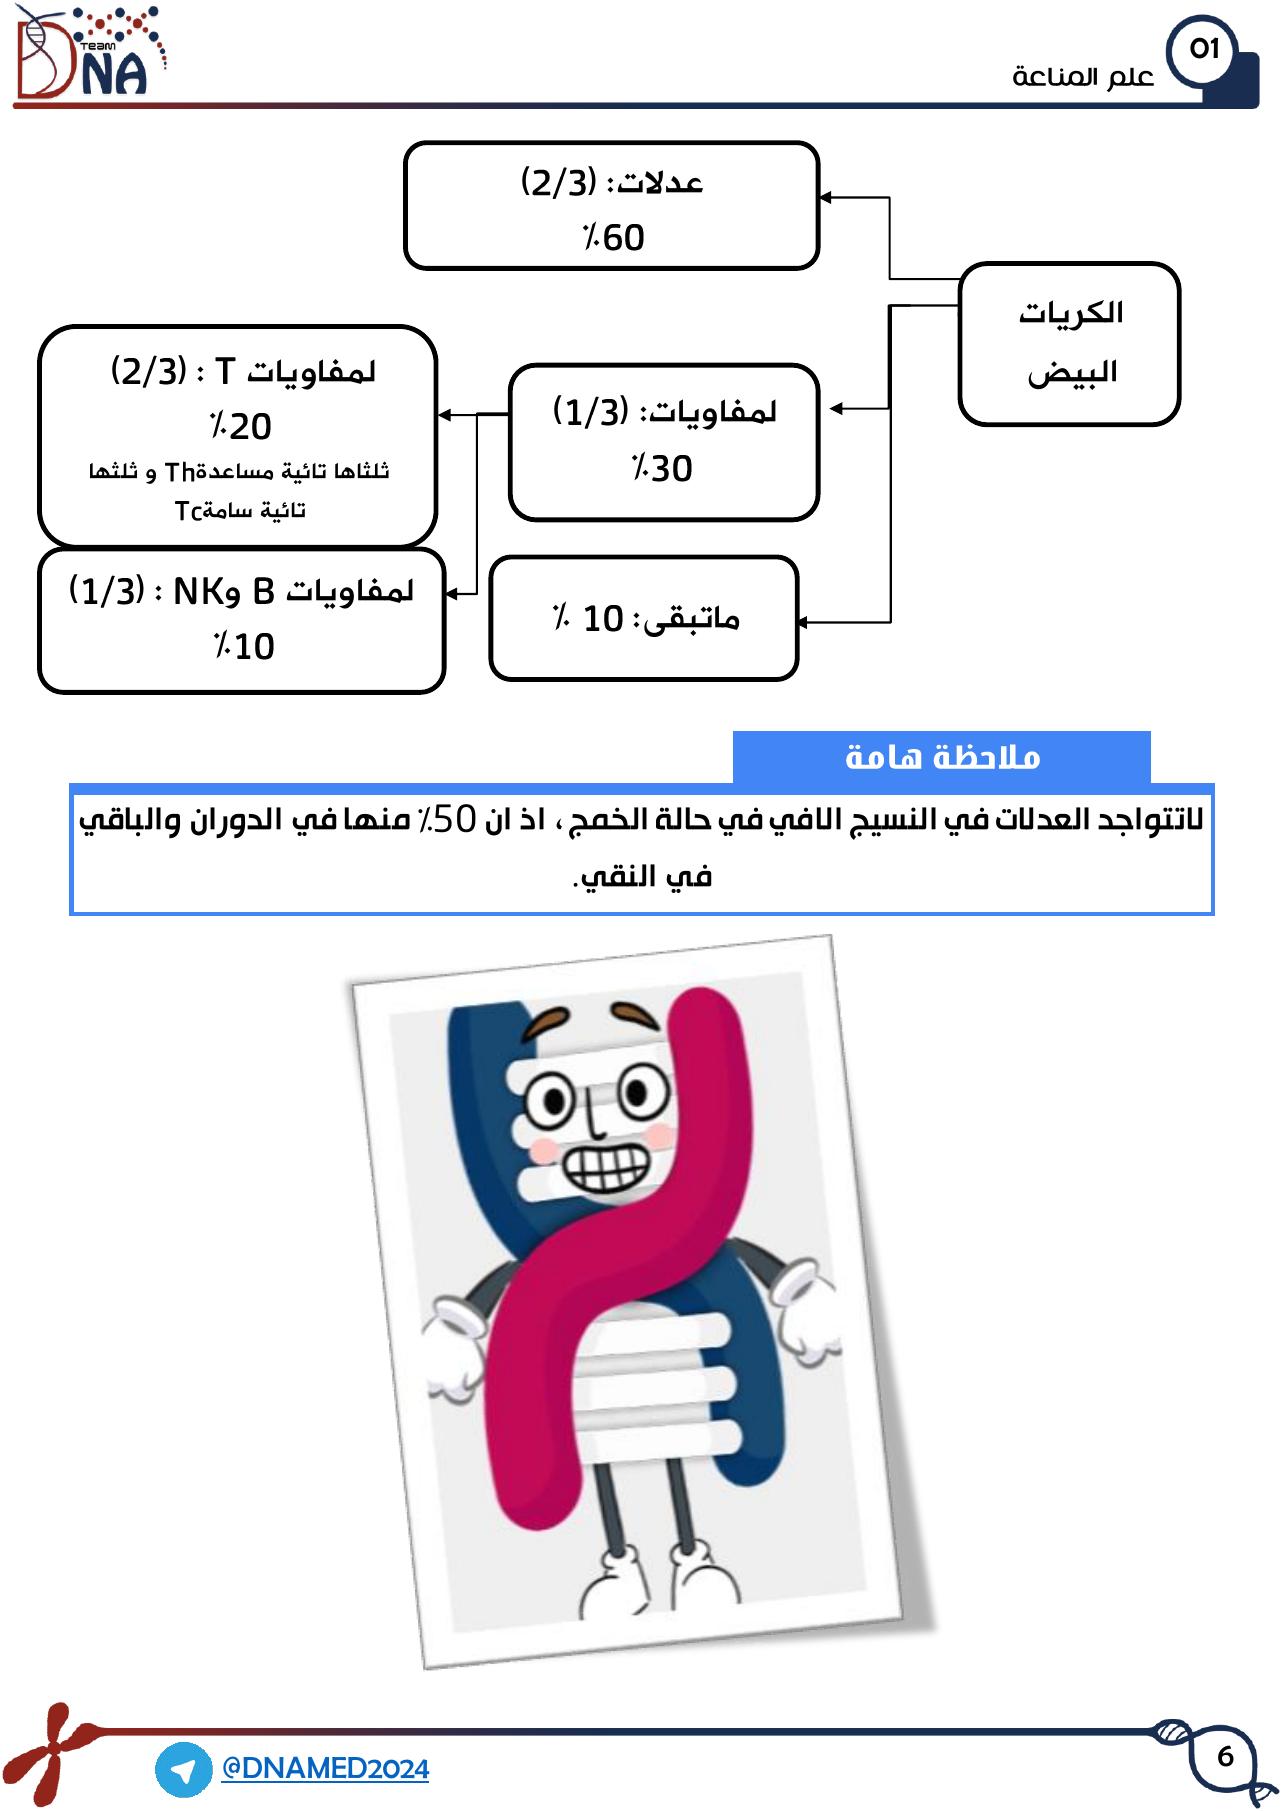 TEAM
DNA
01
علم المناعة
عدلات: (2/3)
60٪
الكريات
البيض
لمفاويات: (1/3)
30٪
لمفاويات T : (2/3)
20٪
ثلثاها تائية مساعدةTh و ثلثها
تائية سامةTc
لمفاويات B وNK : (1/3)
10٪
ماتبقى: 10 ٪
ملاحظة هامة
لاتتواجد العدلات في النسيج الافي في حالة الخمج ، اذ ان 50٪ منها في الدوران والباقي
في النقي.
@DNAMED2024
6